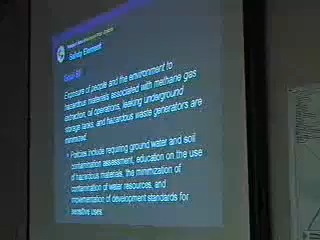 Safety Element
Goal 8I
Exposure of people and the environment to
hazardous materials associated with methane gas
extraction, oil operations, leaking underground
storage tanks, and hazardous waste generators are
minimized.
• Policies include requiring ground water and soil
contamination assessment, education on the use
of hazardous materials, the minimization of
contamination of water resources, and
implementation of development standards for
sensitive uses.